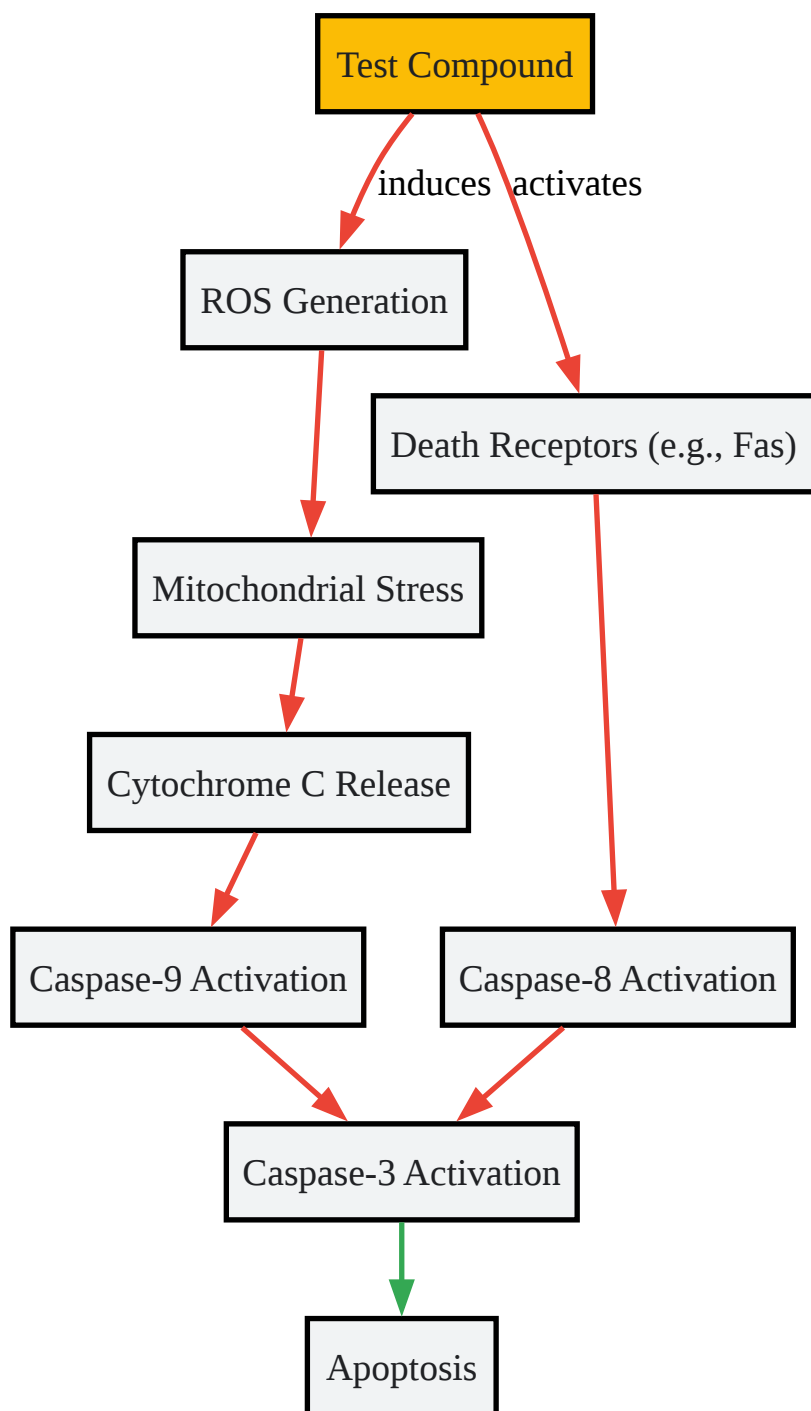 Test Compound
induces
activates
ROS Generation
Death Receptors (e.g., Fas)
Mitochondrial Stress
Cytochrome C Release
Caspase-9 Activation
Caspase-8 Activation
Caspase-3 Activation
Apoptosis